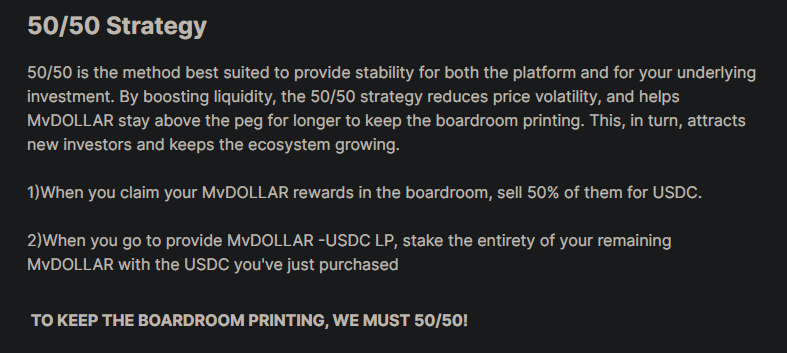 50/50 Strategy
50/50 is the method best suited to provide stability for both the platform and for your underlying
investment. By boosting liquidity, the 50/50 strategy reduces price volatility, and helps
MvDOLLAR stay above the peg for longer to keep the boardroom printing. This, in turn, attracts
new investors and keeps the ecosystem growing.
1)When you claim your MvDOLLAR rewards in the boardroom, sell 50% of them for USDC.
2)When you go to provide MvDOLLAR -USDC LP, stake the entirety of your remaining
MvDOLLAR with the USDC you've just purchased
TO KEEP THE BOARDROOM PRINTING, WE MUST 50/50!